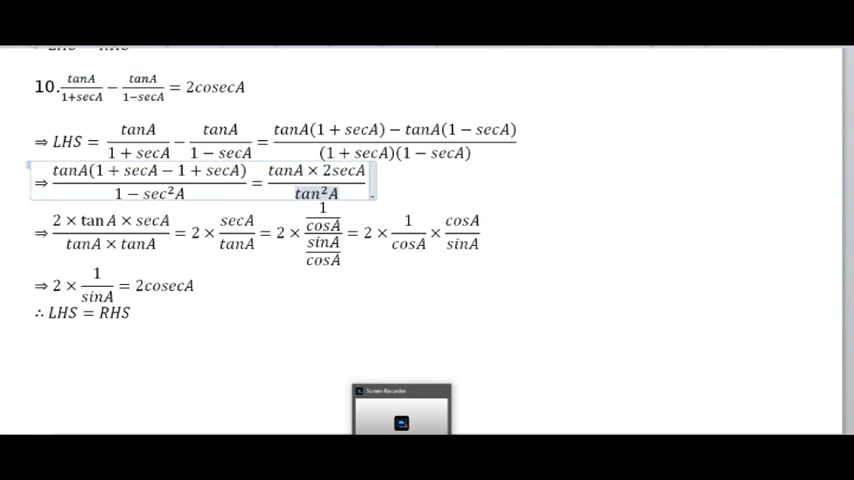 ⇒ LHS = RHS
10. tanA/(1+secA) − tanA/(1−secA) = 2cosecA
⇒ LHS = tanA/(1 + secA) − tanA/(1 − secA) = (tanA(1 + secA) − tanA(1 − secA))/((1 + secA)(1 − secA))
⇒ (tanA(1 + secA − 1 + secA))/(1 − sec²A) = (tanA × 2secA)/(tan²A) .
⇒ (2 × tan A × secA)/(tanA × tanA) = 2 × secA/tanA = 2 × (1/cosA)/(sinA/cosA) = 2 × 1/cosA × cosA/sinA
⇒ 2 × 1/sinA = 2cosecA
∴ LHS = RHS
Screen Recorder